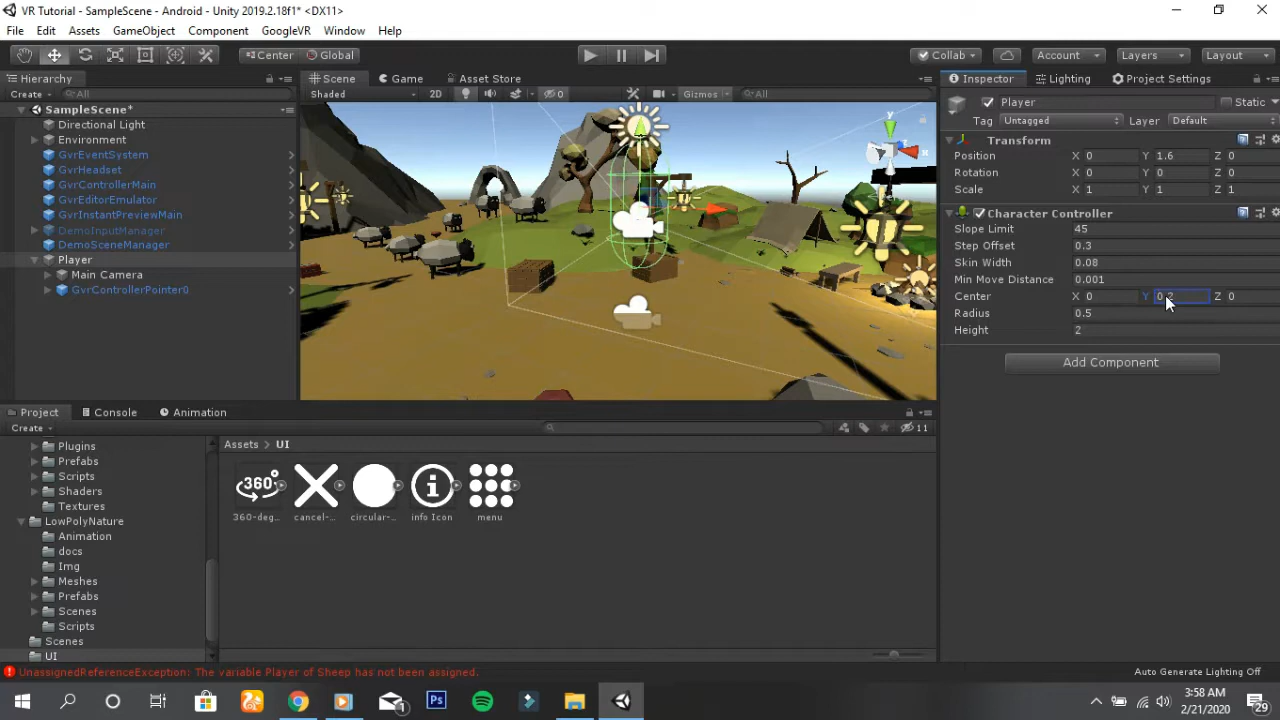 VR Tutorial - SampleScene - Android - Unity 2019.2.18f1* <DX11>
File Edit Assets GameObject Component GoogleVR Window Help
Center Global Collab Account Layers Layout
Hierarchy Scene Game Asset Store Inspector Lighting Project Settings
Create All Shaded 2D 0 Gizmos All
Player Static
Tag Untagged Layer Default
SampleScene*
Directional Light
Environment
GvrEventSystem
GvrHeadset
GvrControllerMain
GvrEditorEmulator
GvrInstantPreviewMain
DemoInputManager
DemoSceneManager
Player
Main Camera
GvrControllerPointer0
y
x
Transform
Position X 0 Y 1.6 Z 0
Rotation X 0 Y 0 Z 0
Scale X 1 Y 1 Z 1
Character Controller
Slope Limit 45
Step Offset 0.3
Skin Width 0.08
Min Move Distance 0.001
Center X 0 Y Z 0
Radius 0.5
Height 2
Add Component
Project Console Animation
Create 11
Plugins
Prefabs
Scripts
Shaders
Textures
LowPolyNature
Animation
docs
Img
Meshes
Prefabs
Scenes
Scripts
Scenes
UI
Assets > UI
360°
360-deg... cancel-... circular-... info Icon menu
UnassignedReferenceException: The variable Player of Sheep has not been assigned.
Auto Generate Lighting Off
1 Ps
3:58 AM
2/21/2020
29